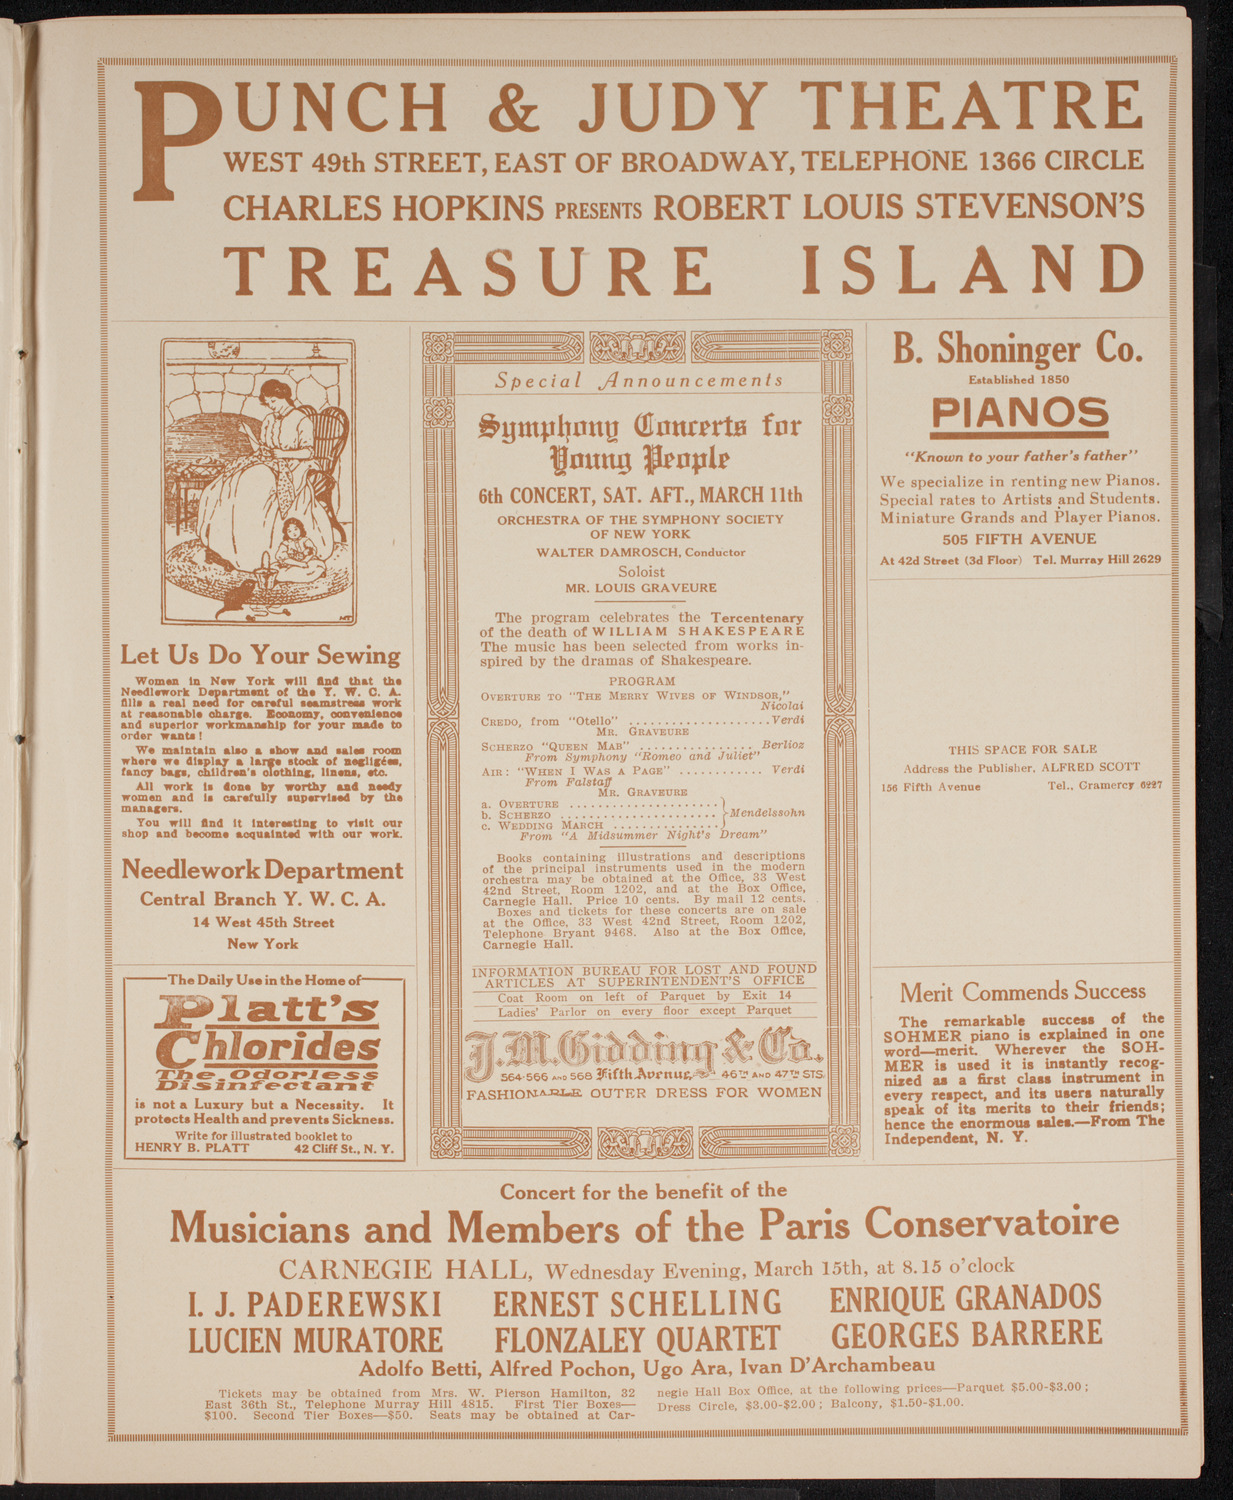 PUNCH & JUDY THEATRE
WEST 49th STREET, EAST OF BROADWAY, TELEPHONE 1366 CIRCLE
CHARLES HOPKINS PRESENTS ROBERT LOUIS STEVENSON'S
TREASURE ISLAND
Let Us Do Your Sewing
Women in New York will find that the
Needlework Department of the Y. W. C. A.
fills a real need for careful seamstress work
at reasonable charge. Economy, convenience
and superior workmanship for your made to
order wants!
We maintain also a show and sales room
where we display a large stock of negligées,
fancy bags, children's clothing, linens, etc.
All work is done by worthy and needy
women and is carefully supervised by the
managers.
You will find it interesting to visit our
shop and become acquainted with our work.
Needlework Department
Central Branch Y. W. C. A.
14 West 45th Street
New York
The Daily Use in the Home of
Platt's
Chlorides
The Odorless
Disinfectant
is not a Luxury but a Necessity. It
protects Health and prevents Sickness.
Write for illustrated booklet to
HENRY B. PLATT 42 Cliff St., N. Y.
Special Announcements
Symphony Concerts for
Young People
6th CONCERT, SAT. AFT., MARCH 11th
ORCHESTRA OF THE SYMPHONY SOCIETY
OF NEW YORK
WALTER DAMROSCH, Conductor
Soloist
MR. LOUIS GRAVEURE
The program celebrates the Tercentenary
of the death of WILLIAM SHAKESPEARE
The music has been selected from works in-
spired by the dramas of Shakespeare.
PROGRAM
OVERTURE TO "THE MERRY WIVES OF WINDSOR,"
Nicolai
CREDO, from "Otello" .................... Verdi
MR. GRAVEURE
SCHERZO "QUEEN MAB" ................ Berlioz
From Symphony "Romeo and Juliet"
AIR: "WHEN I WAS A PAGE" ............ Verdi
From Falstaff
MR. GRAVEURE
a. OVERTURE .....................
b. SCHERZO ...................... } Mendelssohn
c. WEDDING MARCH ...............
From "A Midsummer Night's Dream"
Books containing illustrations and descriptions
of the principal instruments used in the modern
orchestra may be obtained at the Office, 33 West
42nd Street, Room 1202, and at the Box Office,
Carnegie Hall. Price 10 cents. By mail 12 cents.
Boxes and tickets for these concerts are on sale
at the Office, 33 West 42nd Street, Room 1202,
Telephone Bryant 9468. Also at the Box Office,
Carnegie Hall.
INFORMATION BUREAU FOR LOST AND FOUND
ARTICLES AT SUPERINTENDENT'S OFFICE
Coat Room on left of Parquet by Exit 14
Ladies' Parlor on every floor except Parquet
J. M. Gidding & Co.
564-566 AND 568 Fifth Avenue, 46TH AND 47TH STS.
FASHIONABLE OUTER DRESS FOR WOMEN
B. Shoninger Co.
Established 1850
PIANOS
"Known to your father's father"
We specialize in renting new Pianos.
Special rates to Artists and Students.
Miniature Grands and Player Pianos.
505 FIFTH AVENUE
At 42d Street (3d Floor) Tel. Murray Hill 2629
THIS SPACE FOR SALE
Address the Publisher, ALFRED SCOTT
156 Fifth Avenue Tel., Gramercy 6227
Merit Commends Success
The remarkable success of the
SOHMER piano is explained in one
word—merit. Wherever the SOH-
MER is used it is instantly recog-
nized as a first class instrument in
every respect, and its users naturally
speak of its merits to their friends;
hence the enormous sales.—From The
Independent, N. Y.
Concert for the benefit of the
Musicians and Members of the Paris Conservatoire
CARNEGIE HALL, Wednesday Evening, March 15th, at 8.15 o'clock
I. J. PADEREWSKI ERNEST SCHELLING ENRIQUE GRANADOS
LUCIEN MURATORE FLONZALEY QUARTET GEORGES BARRERE
Adolfo Betti, Alfred Pochon, Ugo Ara, Ivan D'Archambeau
Tickets may be obtained from Mrs. W. Pierson Hamilton, 32
East 36th St., Telephone Murray Hill 4815. First Tier Boxes—
$100. Second Tier Boxes—$50. Seats may be obtained at Car-
negie Hall Box Office, at the following prices—Parquet $5.00-$3.00;
Dress Circle, $3.00-$2.00; Balcony, $1.50-$1.00.